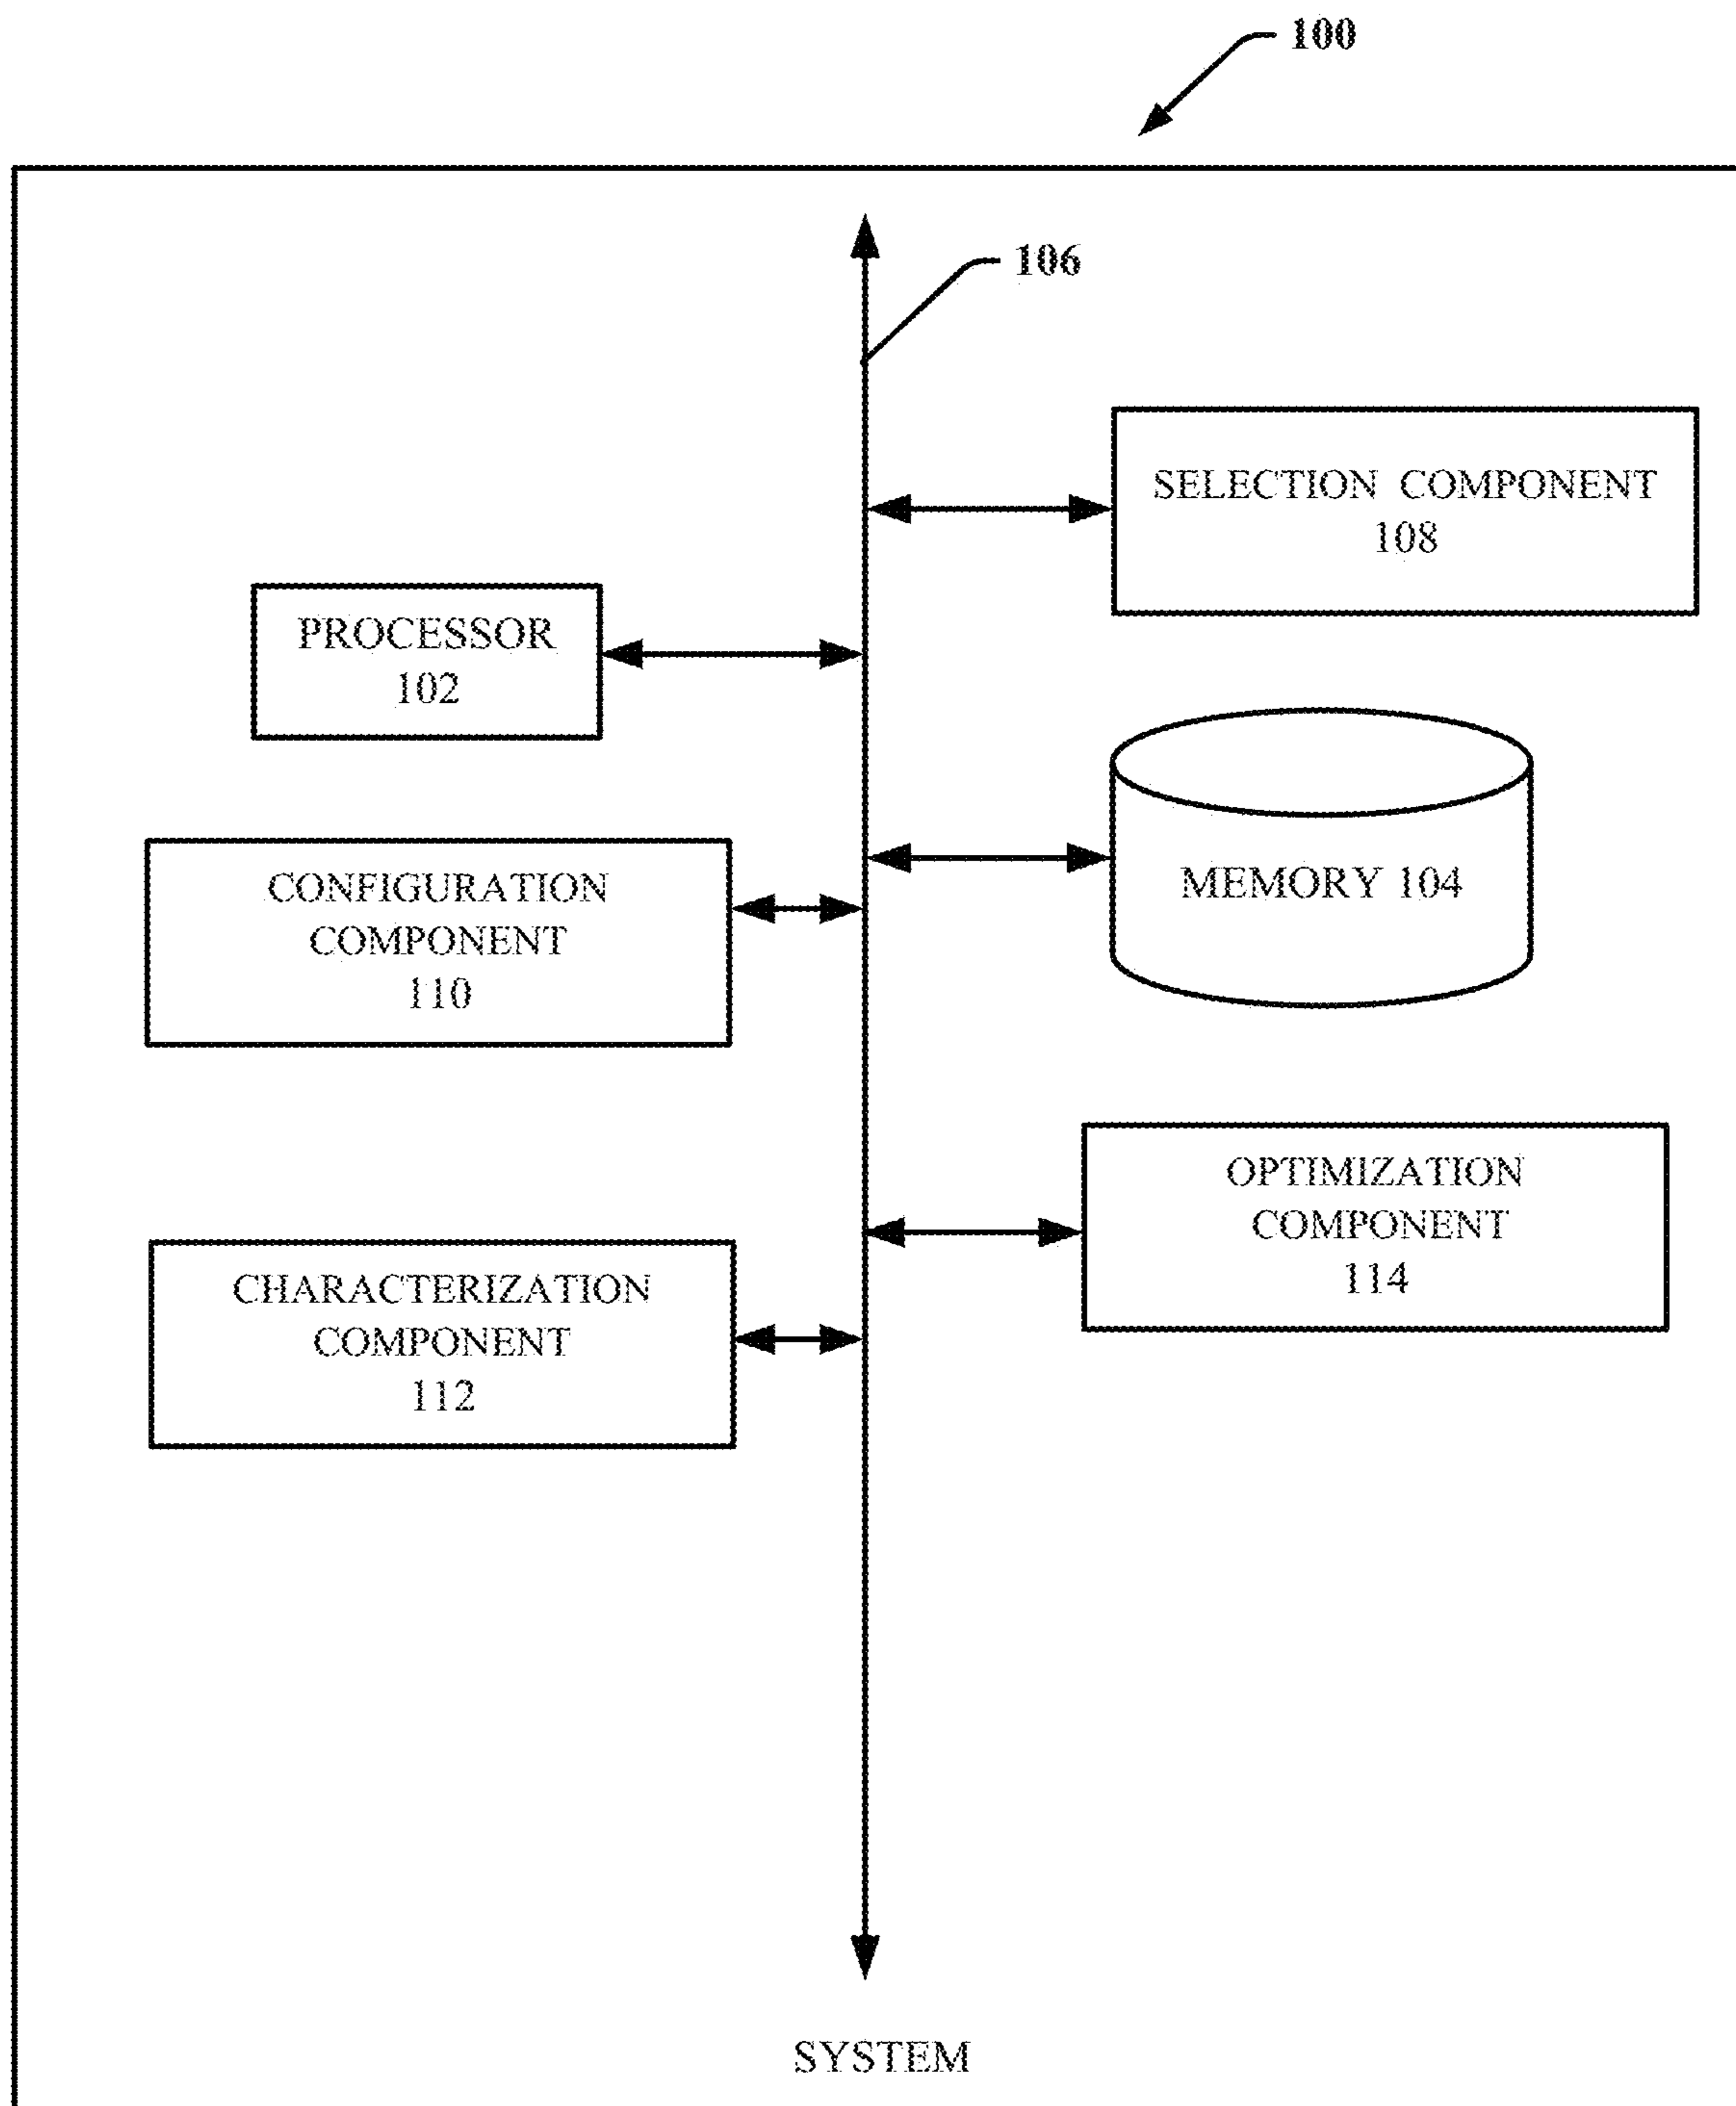 100
106
SELECTION COMPONENT
108
PROCESSOR
102
MEMORY 104
CONFIGURATION
COMPONENT
110
OPTIMIZATION
COMPONENT
114
CHARACTERIZATION
COMPONENT
112
SYSTEM